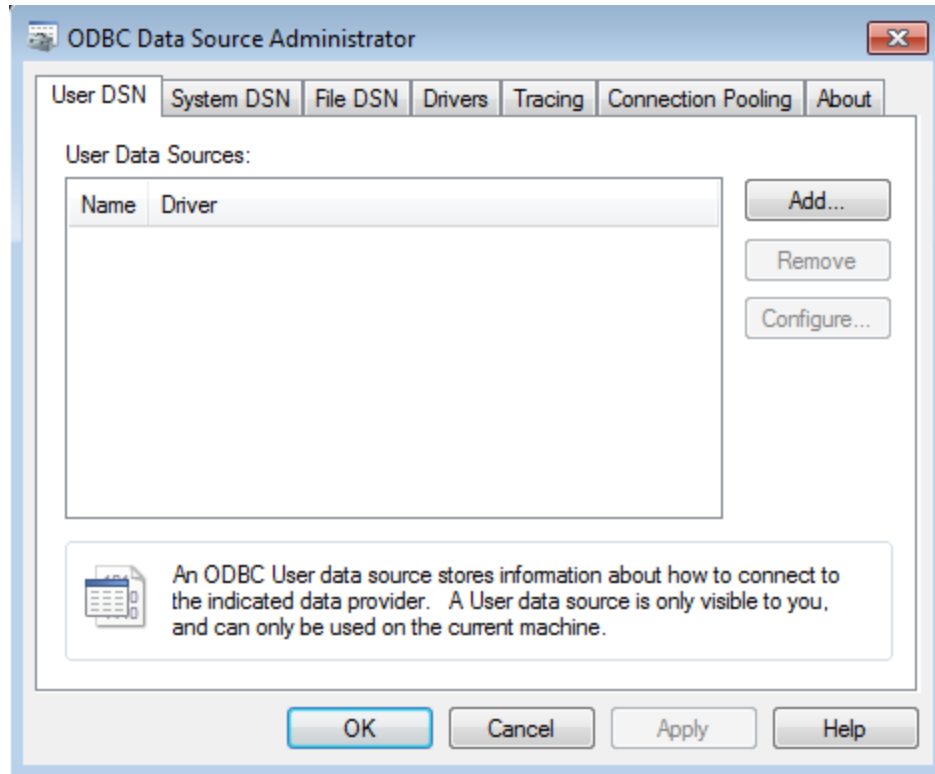 ODBC Data Source Administrator
User DSN System DSN File DSN Drivers Tracing Connection Pooling About
User Data Sources:
Name Driver
Add...
Remove
Configure...
An ODBC User data source stores information about how to connect to
the indicated data provider. A User data source is only visible to you,
and can only be used on the current machine.
OK Cancel Apply Help